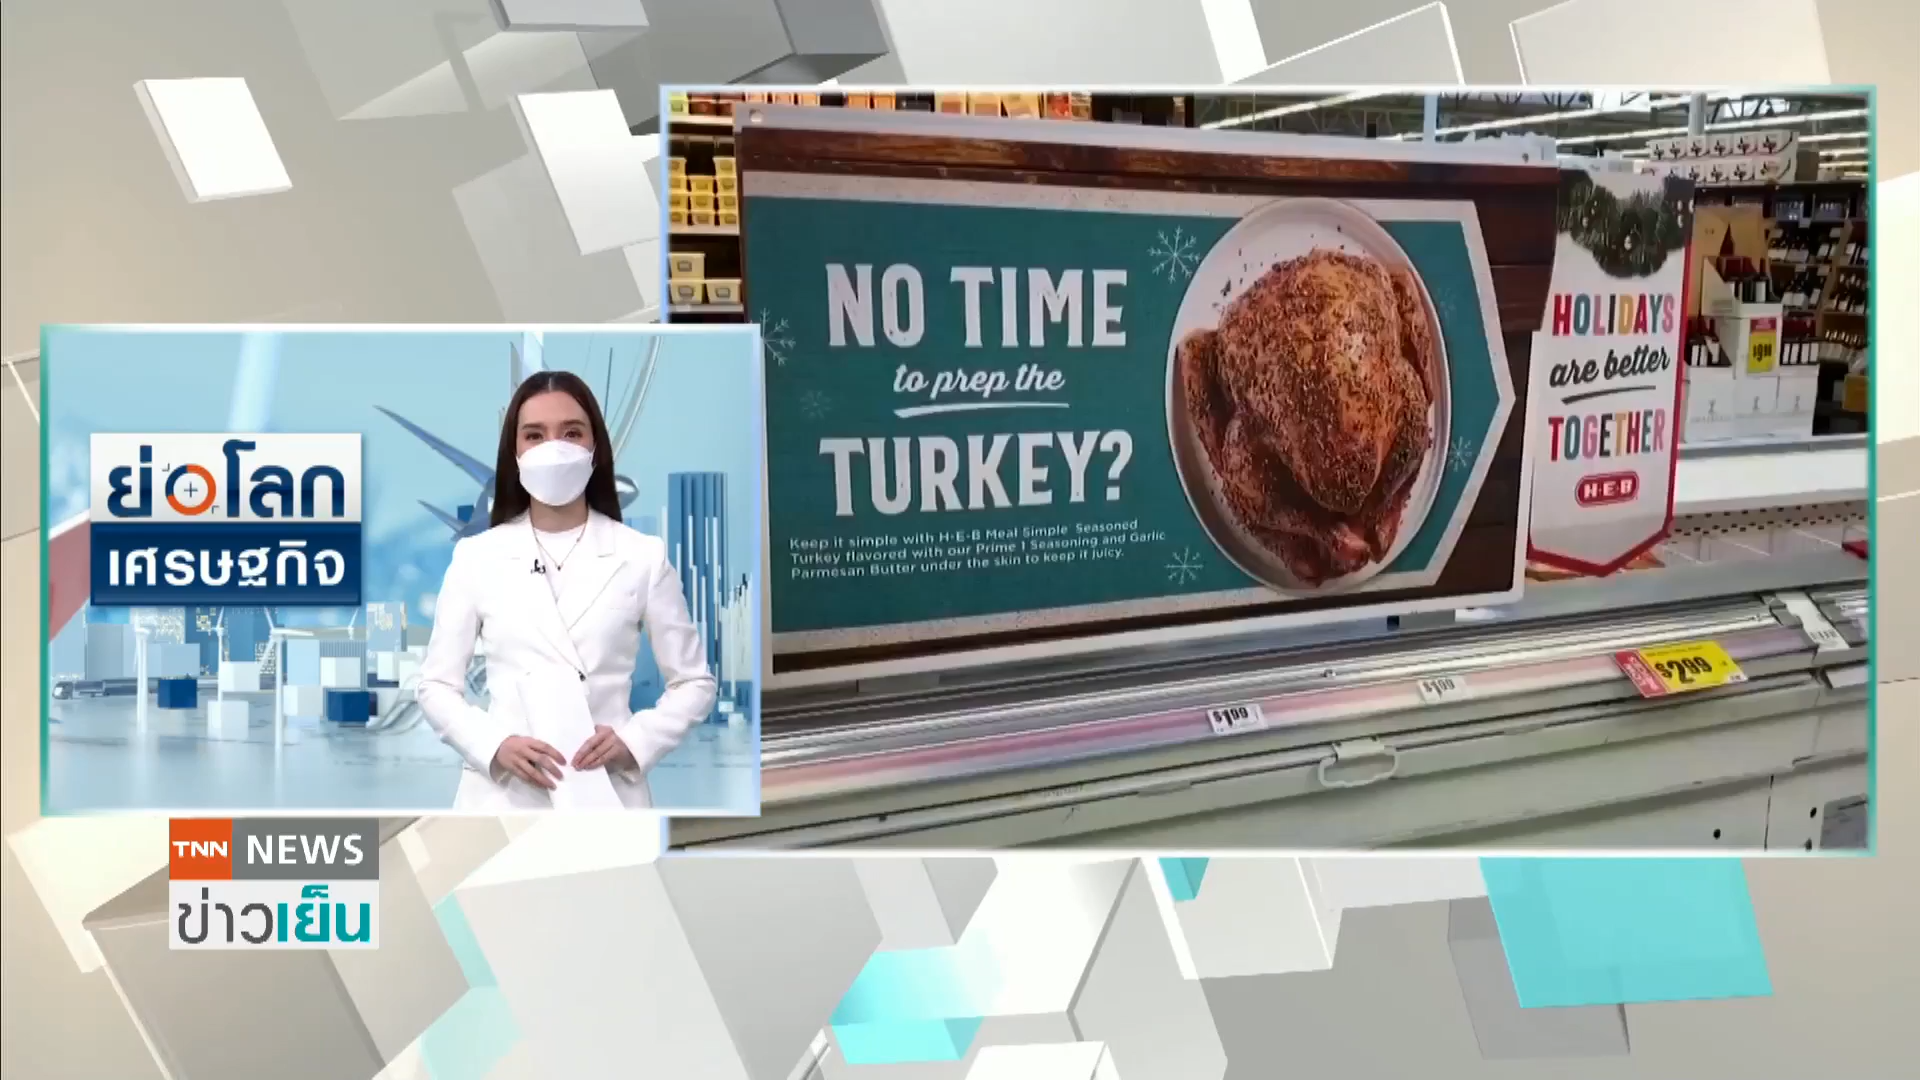 ย่อโลก
เศรษฐกิจ
TNN NEWS
ข่าวเย็น
NO TIME
to prep the
TURKEY?
Keep it simple with H-E-B Meal Simple Seasoned
Turkey flavored with our Prime 1 Seasoning and Garlic
Parmesan Butter under the skin to keep it juicy.
HOLIDAYS
are better
TOGETHER
H-E-B
$1.99
$1.99
$2.99